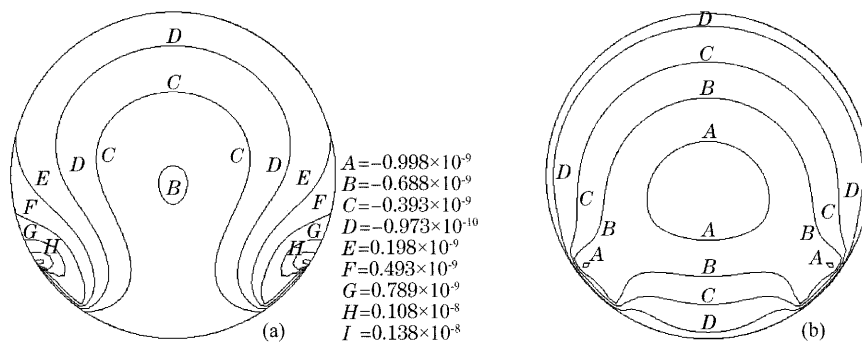 D
D
C
C
B
C
C
B
D
D
A
A=−0.998×10⁻⁹
B
E
E
B=−0.688×10⁻⁹
D
D
C=−0.393×10⁻⁹
C
C
F
F
D=−0.973×10⁻¹⁰
B
B
G
G
E=0.198×10⁻⁹
A
H
H
F=0.493×10⁻⁹
A
A
G=0.789×10⁻⁹
B
H=0.108×10⁻⁸
C
I=0.138×10⁻⁸
D
(a)
(b)